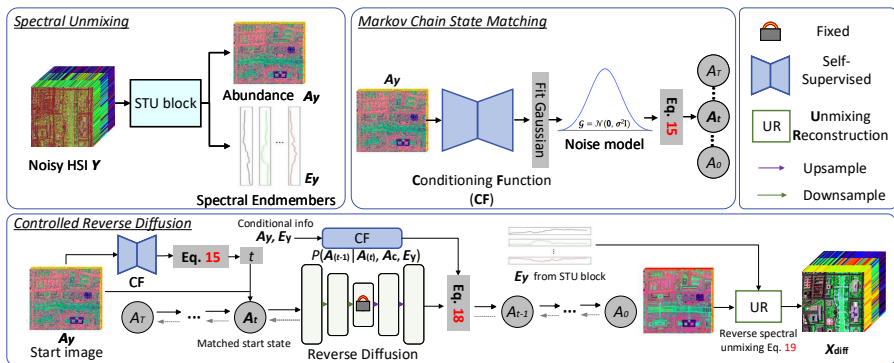 Spectral Unmixing
STU block
Abundance Ay
Ey
Noisy HSI Y
Spectral Endmembers
Markov Chain State Matching
Ay
Fit Gaussian
G = N(0, σ²I)
Noise model
Eq. 15
AT
At
A0
Conditioning Function
(CF)
Fixed
Self-
Supervised
UR
Unmixing
Reconstruction
Upsample
Downsample
Controlled Reverse Diffusion
CF
Eq. 15
t
Ay
Start image
AT
...
At
Matched start state
Conditional info
Ay, Ey
CF
P(A(t-1)|A(t), Ac, Ey)
Reverse Diffusion
Eq. 18
At-1
...
A0
Ey from STU block
UR
Reverse spectral
unmixing Eq. 19
Xdiff